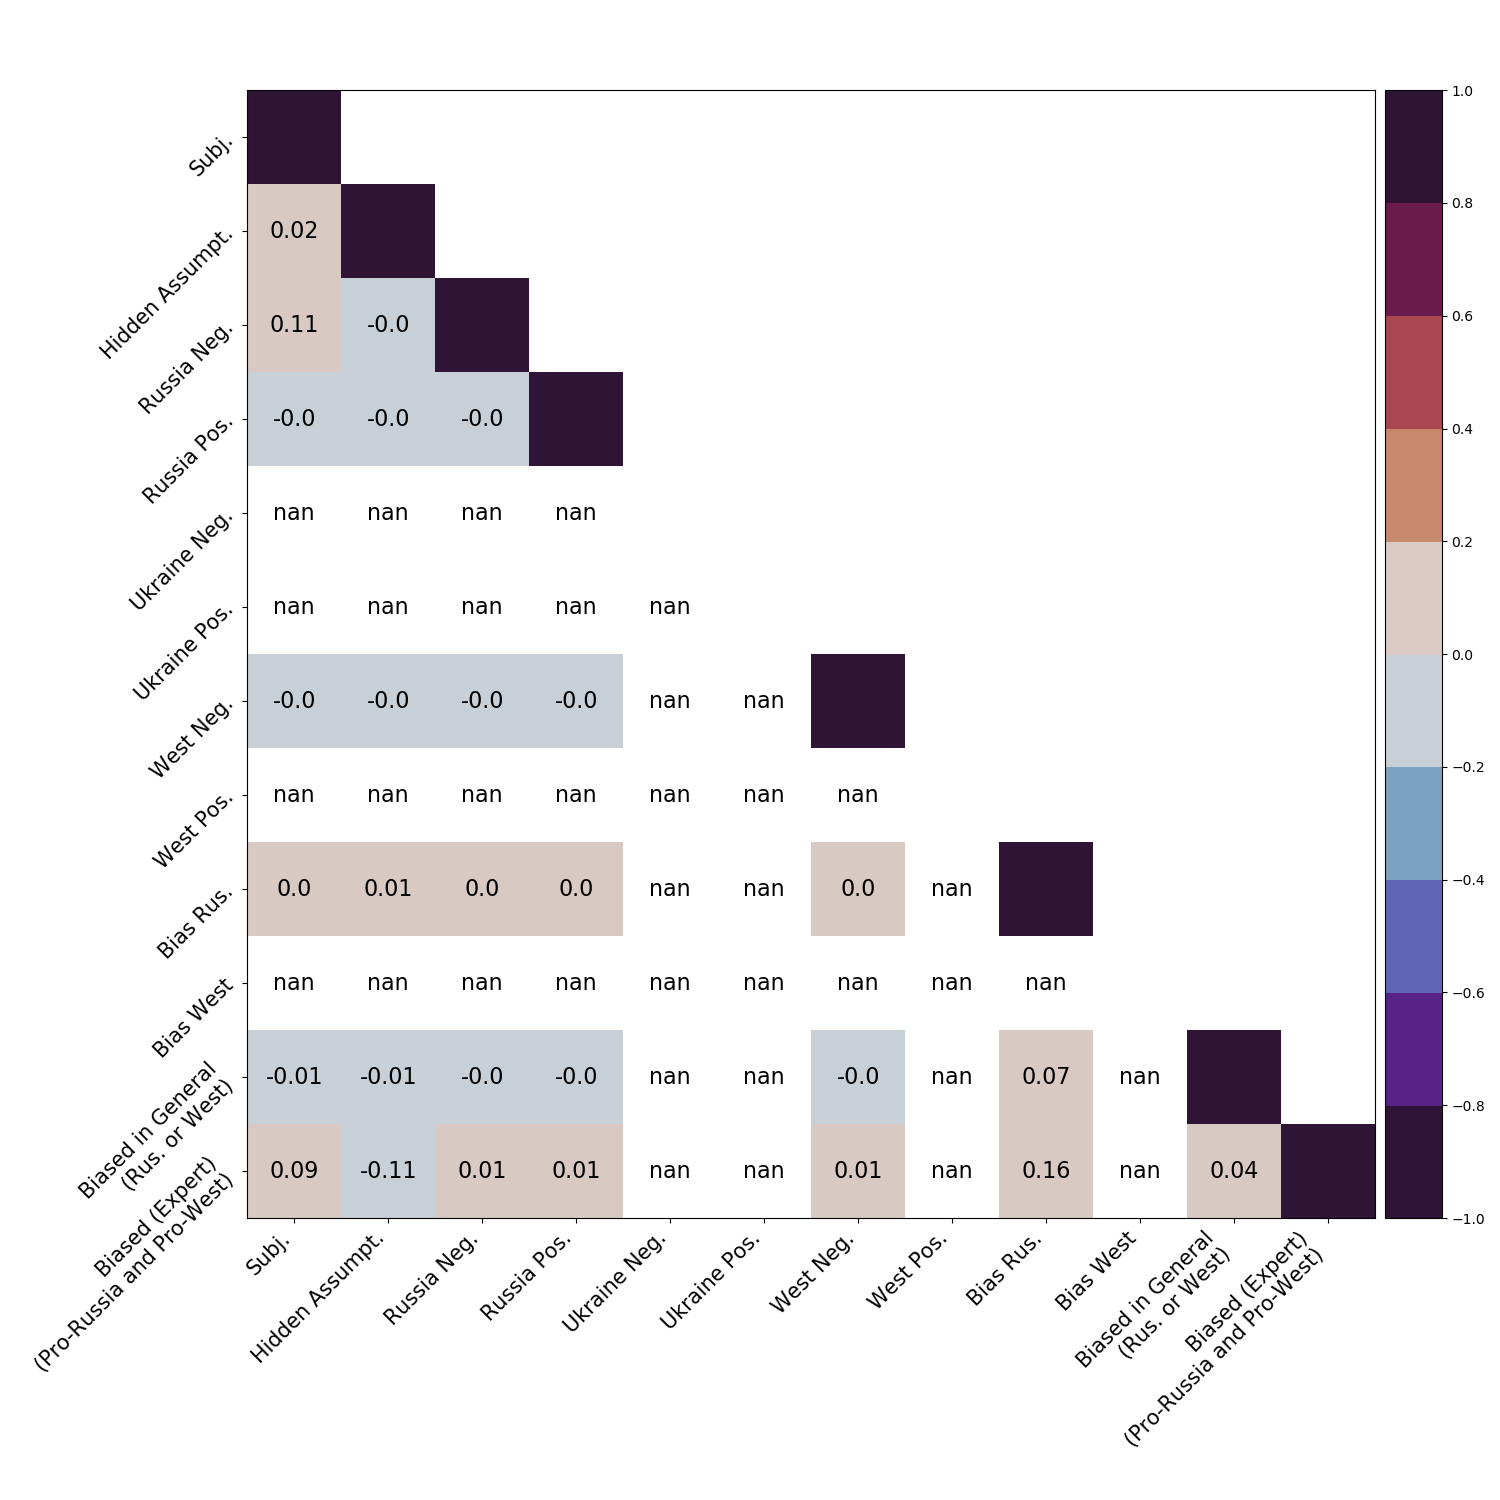 1.0
Subj.
0.8
Hidden Assumpt. 0.02
0.6
Russia Neg. 0.11 -0.0
0.4
Russia Pos. -0.0 -0.0 -0.0
Ukraine Neg. nan nan nan nan
0.2
Ukraine Pos. nan nan nan nan nan
0.0
West Neg. -0.0 -0.0 -0.0 -0.0 nan nan
−0.2
West Pos. nan nan nan nan nan nan nan
−0.4
Bias Rus. 0.0 0.01 0.0 0.0 nan nan 0.0 nan
Bias West nan nan nan nan nan nan nan nan nan
−0.6
Biased in General
(Rus. or West)
-0.01 -0.01 -0.0 -0.0 nan nan -0.0 nan 0.07 nan
−0.8
Biased (Expert)
(Pro-Russia and Pro-West)
0.09 -0.11 0.01 0.01 nan nan 0.01 nan 0.16 nan 0.04
−1.0
Subj.
Hidden Assumpt.
Russia Neg.
Russia Pos.
Ukraine Neg.
Ukraine Pos.
West Neg.
West Pos.
Bias Rus.
Bias West
Biased in General
(Rus. or West)
Biased (Expert)
(Pro-Russia and Pro-West)